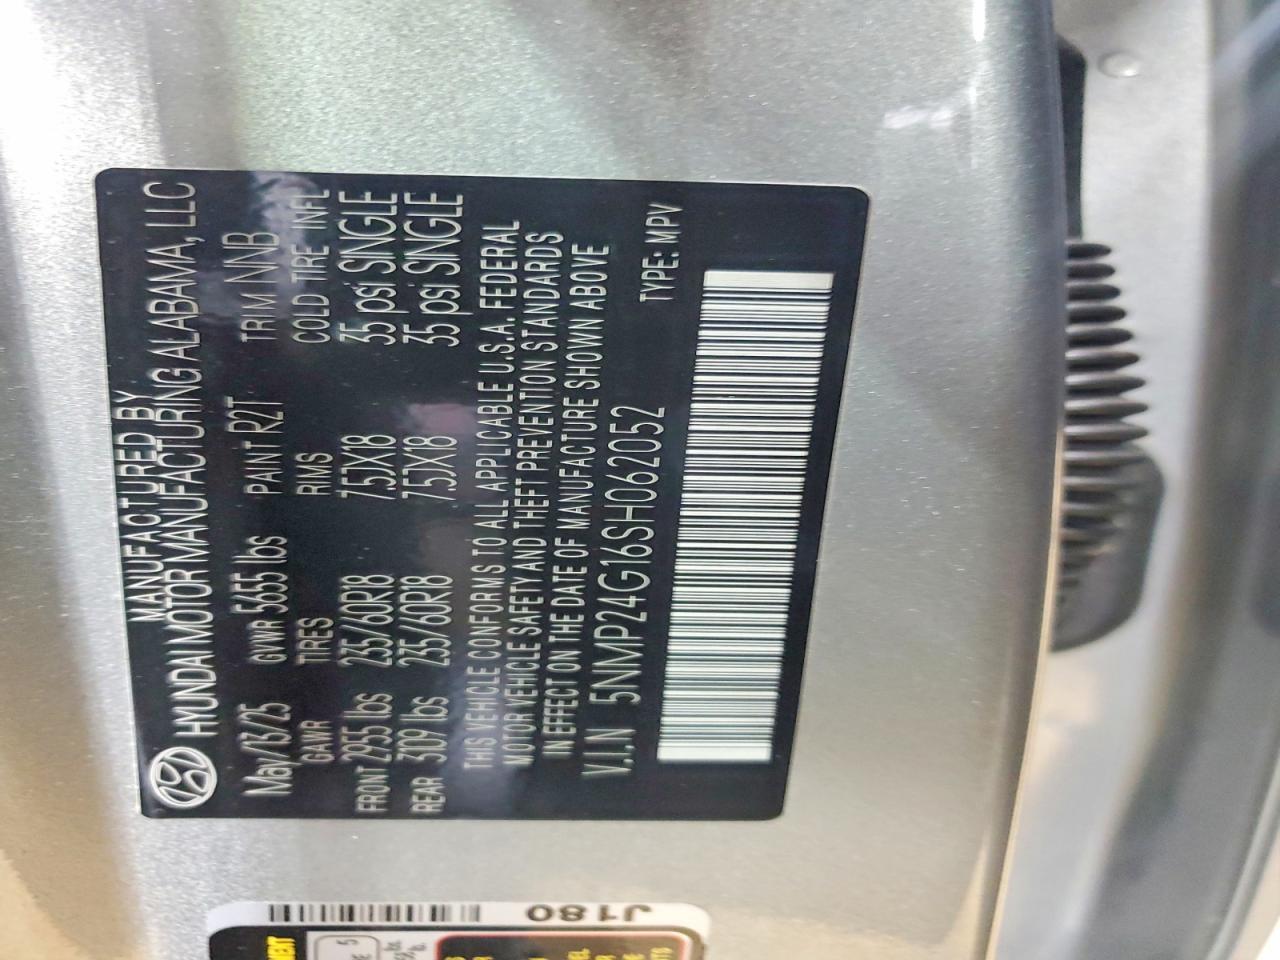 MANUFACTURED BY
HYUNDAI MOTOR MANUFACTURING ALABAMA, LLC
May/13/25 GVWR 5655 lbs PAINT R2T TRIM NNB
GAWR TIRES RIMS COLD TIRE INFL
FRONT 2955 lbs 235/60R18 7.5JX18 35 psi SINGLE
REAR 3109 lbs 235/60R18 7.5JX18 35 psi SINGLE
THIS VEHICLE CONFORMS TO ALL APPLICABLE U.S.A. FEDERAL
MOTOR VEHICLE SAFETY AND THEFT PREVENTION STANDARDS
IN EFFECT ON THE DATE OF MANUFACTURE SHOWN ABOVE
V.I.N 5NMP24G16SH062052 TYPE: MPV
J180
5